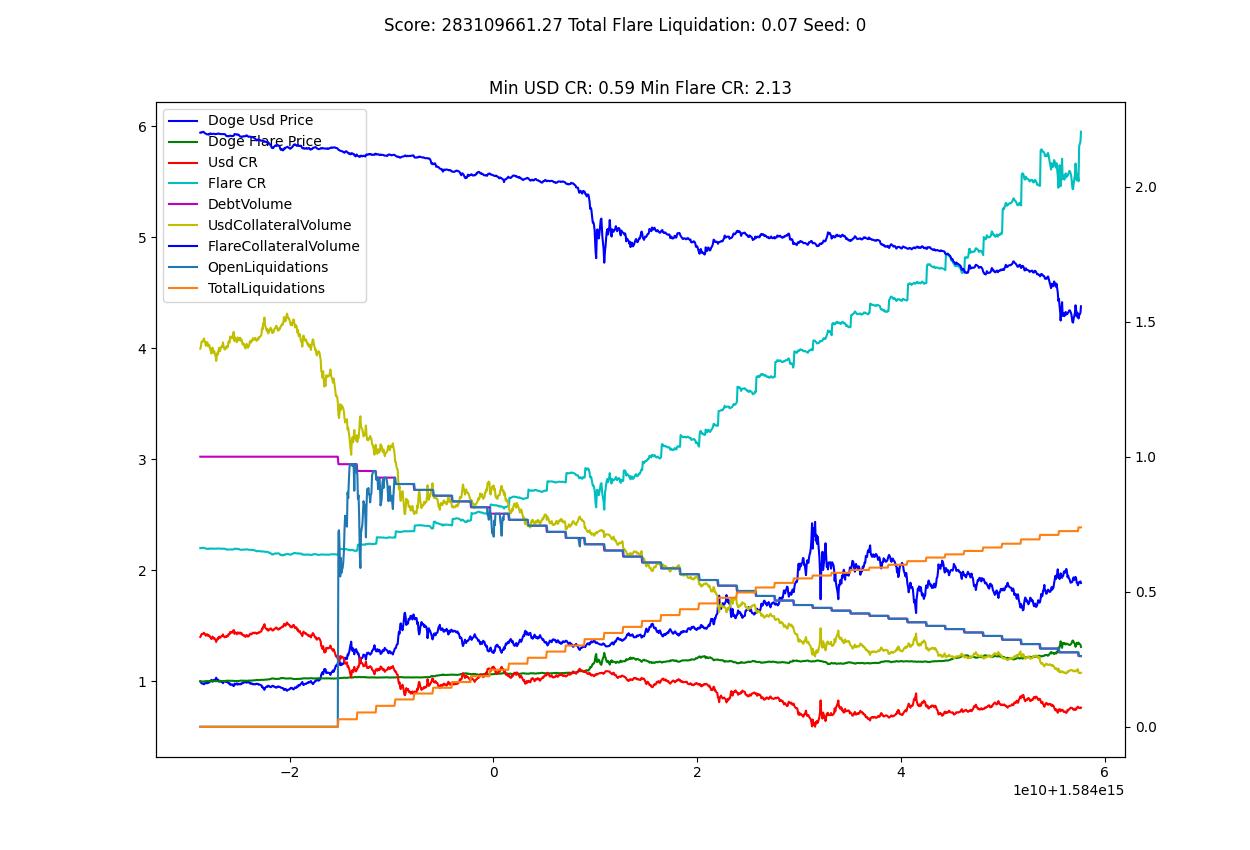 Score: 283109661.27 Total Flare Liquidation: 0.07 Seed: 0
Min USD CR: 0.59 Min Flare CR: 2.13
Doge Usd Price
Doge Flare Price
Usd CR
Flare CR
DebtVolume
UsdCollateralVolume
FlareCollateralVolume
OpenLiquidations
TotalLiquidations
6
5
4
3
2
1
2.0
1.5
1.0
0.5
0.0
−2
0
2
4
6
1e10+1.584e15